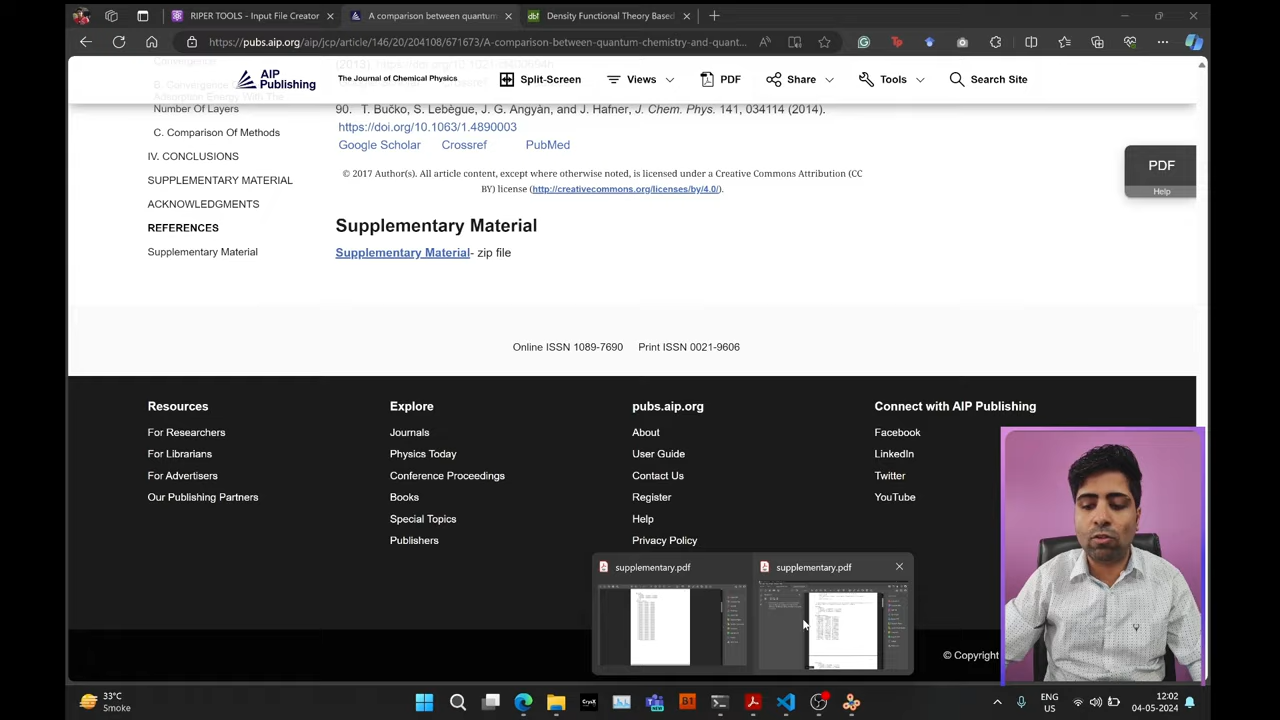 RIPER TOOLS - Input File Creator
A comparison between quantum
Density Functional Theory Based
https://pubs.aip.org/aip/jcp/article/146/20/204108/671673/A-comparison-between-quantum-chemistry-and-quant...
AIP
Publishing
The Journal of Chemical Physics
Split-Screen
Views
PDF
Share
Tools
Search Site
Number Of Layers
C. Comparison Of Methods
IV. CONCLUSIONS
SUPPLEMENTARY MATERIAL
ACKNOWLEDGMENTS
REFERENCES
Supplementary Material
90. T. Bučko, S. Lebègue, J. G. Ángyán, and J. Hafner, J. Chem. Phys. 141, 034114 (2014).
https://doi.org/10.1063/1.4890003
Google Scholar Crossref PubMed
© 2017 Author(s). All article content, except where otherwise noted, is licensed under a Creative Commons Attribution (CC
BY) license (http://creativecommons.org/licenses/by/4.0/).
Supplementary Material
Supplementary Material- zip file
PDF
Help
Online ISSN 1089-7690 Print ISSN 0021-9606
Resources
For Researchers
For Librarians
For Advertisers
Our Publishing Partners
Explore
Journals
Physics Today
Conference Proceedings
Books
Special Topics
Publishers
pubs.aip.org
About
User Guide
Contact Us
Register
Help
Privacy Policy
Connect with AIP Publishing
Facebook
LinkedIn
Twitter
YouTube
supplementary.pdf
supplementary.pdf
© Copyright
33°C
Smoke
ENG
US
12:02
04-05-2024